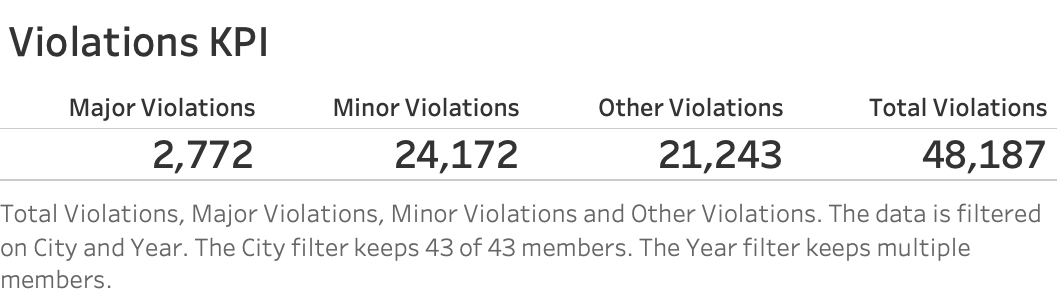 Violations KPI
Major Violations Minor Violations Other Violations Total Violations
2,772 24,172 21,243 48,187
Total Violations, Major Violations, Minor Violations and Other Violations. The data is filtered
on City and Year. The City filter keeps 43 of 43 members. The Year filter keeps multiple
members.